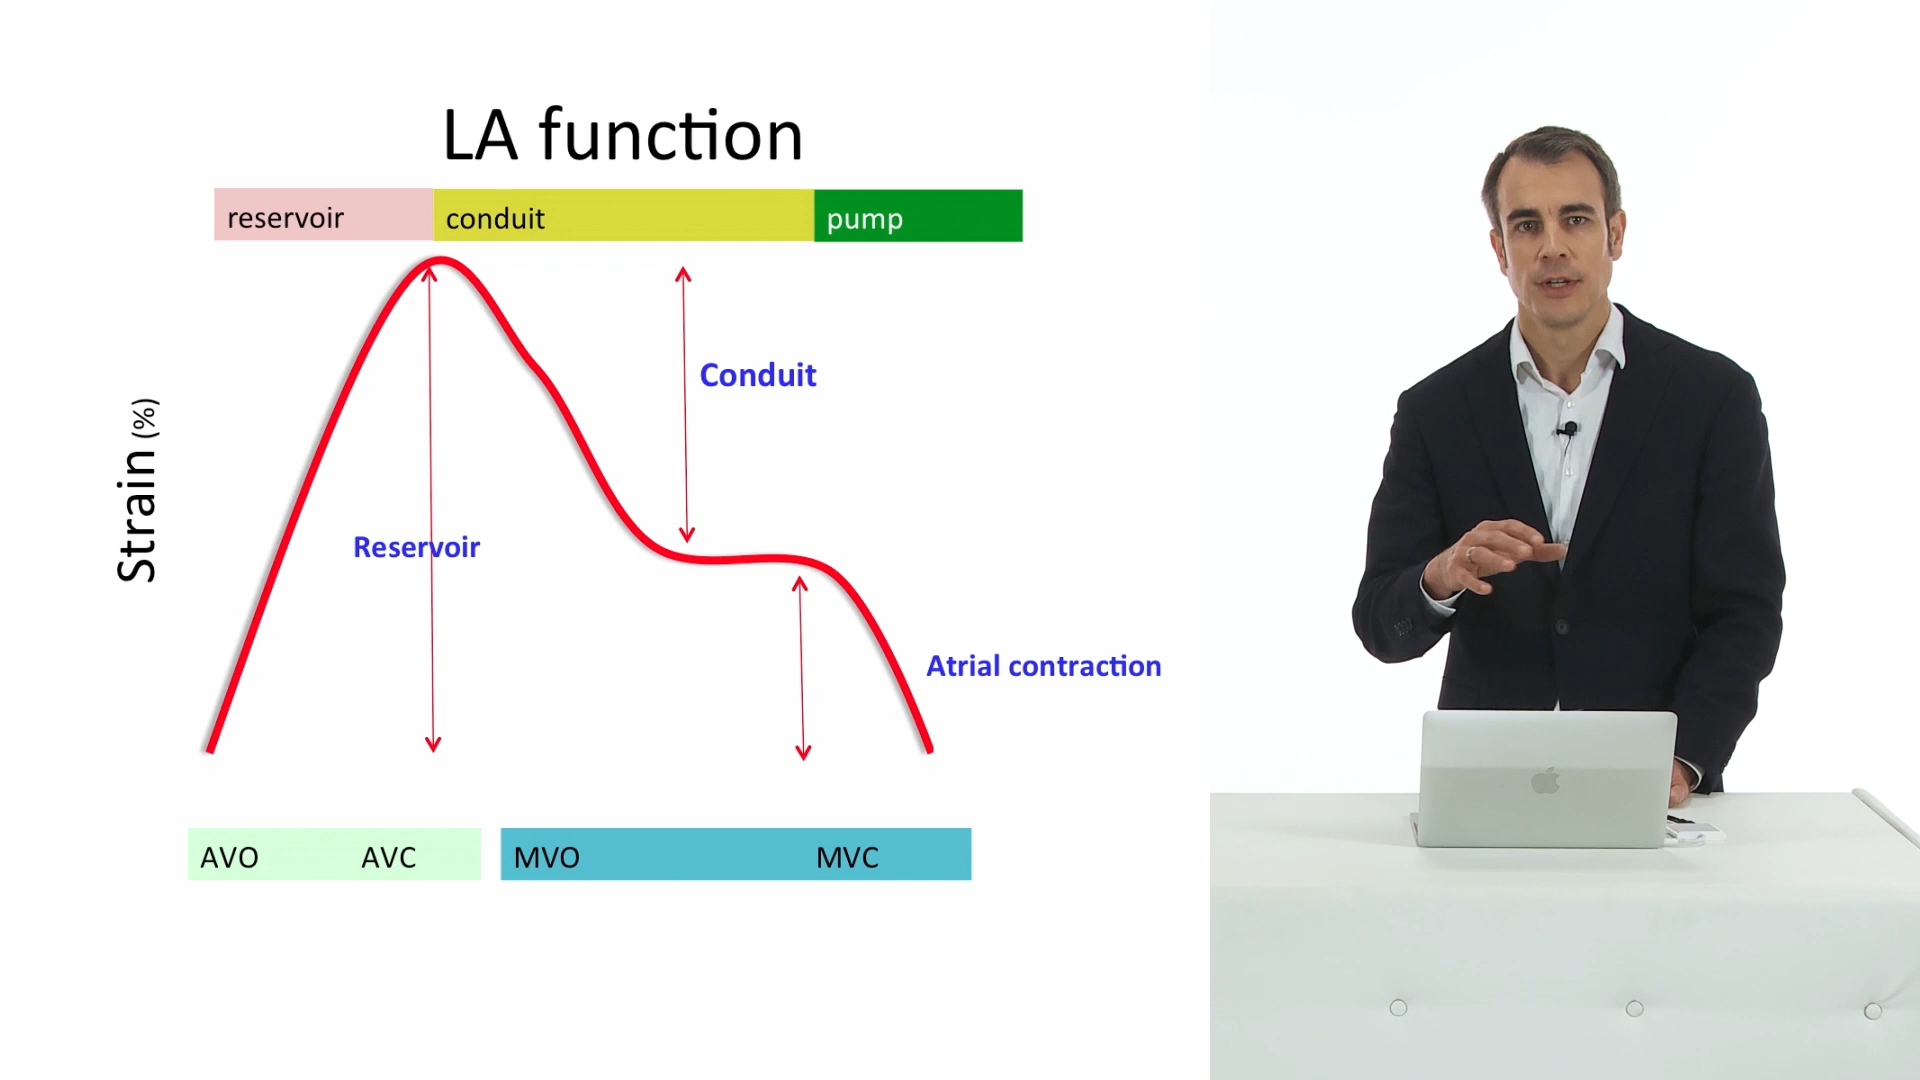 LA function
reservoir conduit pump
Conduit
Strain (%)
Reservoir
Atrial contraction
AVO AVC MVO MVC